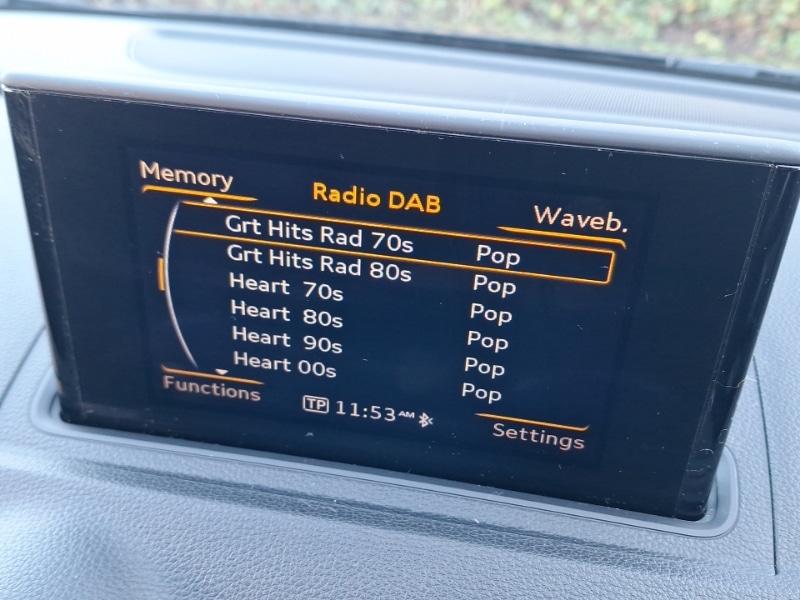 Memory
Radio DAB
Waveb.
Grt Hits Rad 70s Pop
Grt Hits Rad 80s Pop
Heart 70s Pop
Heart 80s Pop
Heart 90s Pop
Heart 00s Pop
Functions
TP 11:53 AM
Settings